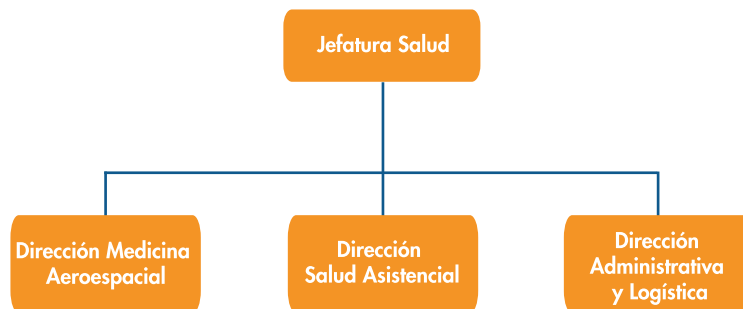 Jefatura Salud
Dirección Medicina
Aeroespacial
Dirección
Salud Asistencial
Dirección
Administrativa
y Logística